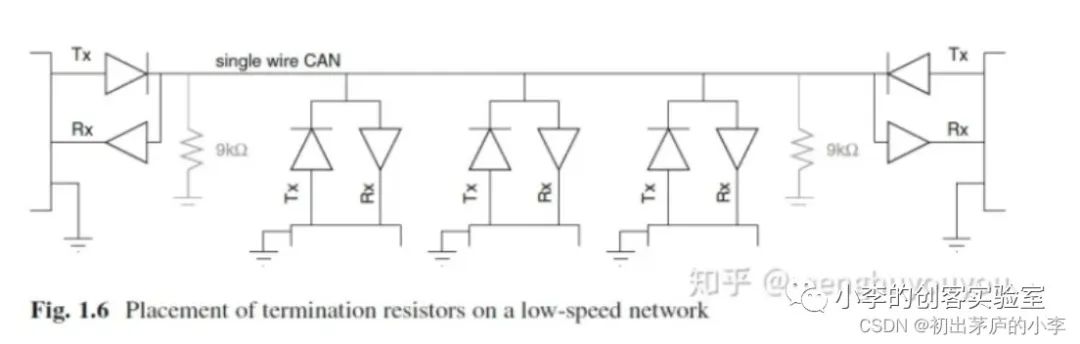 Tx
single wire CAN
Tx
Rx
9kΩ
9kΩ
Rx
Tx
Rx
Tx
Rx
Tx
Rx
知乎
小李的创客实验室
Fig. 1.6 Placement of termination resistors on a low-speed network
CSDN @初出茅庐的小李